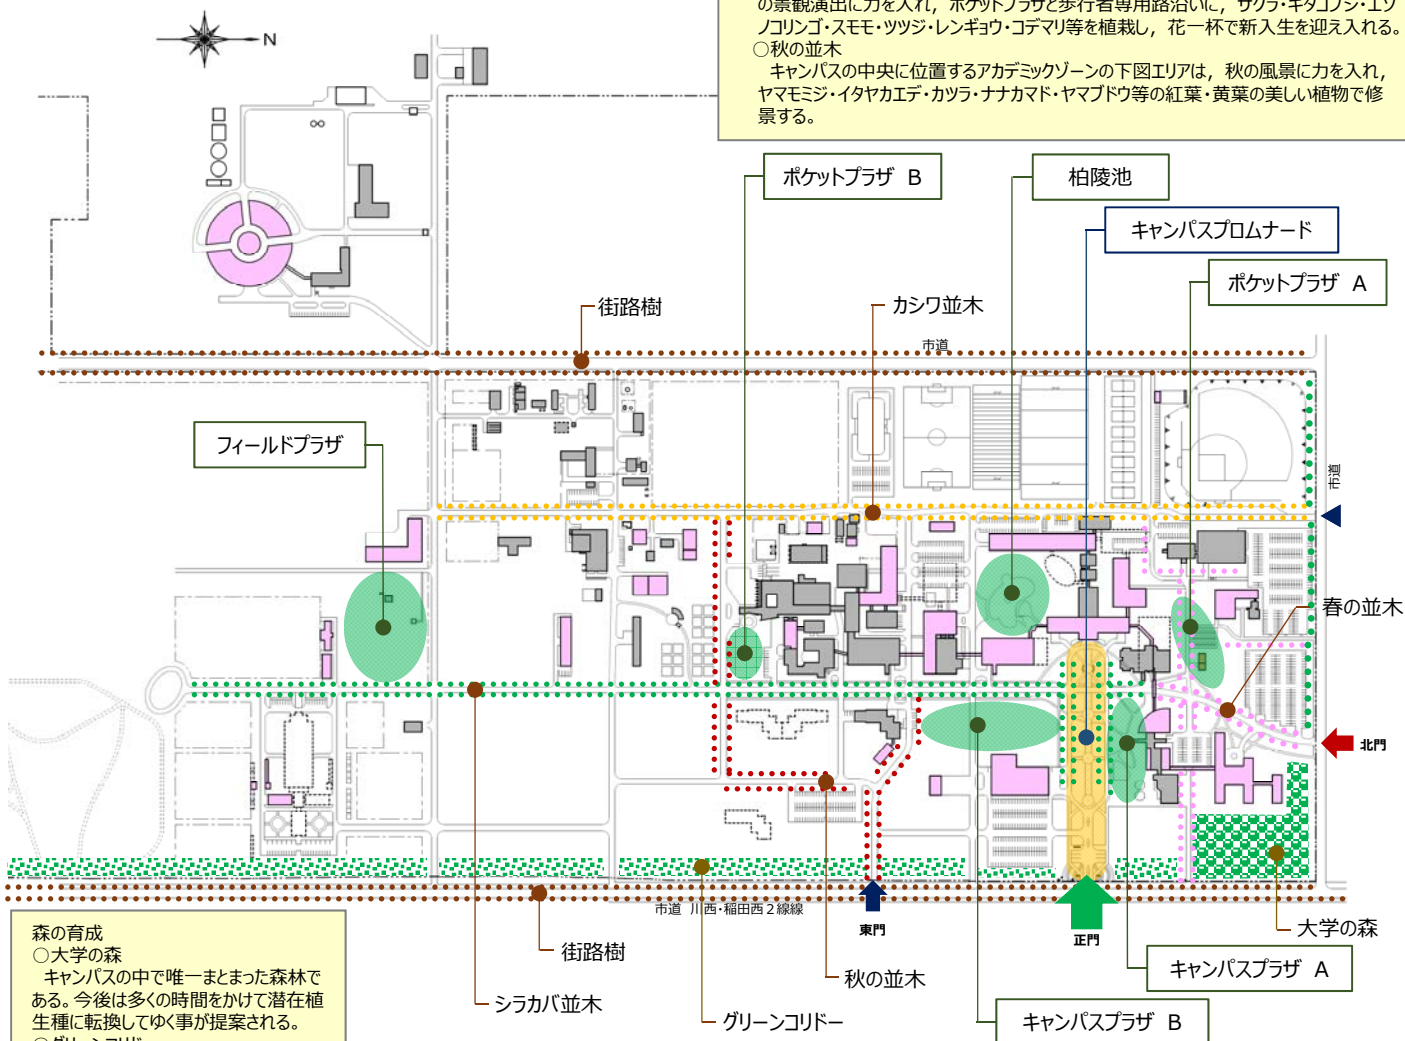 の景観演出に力を入れ，ポケットプラザと歩行者専用路沿いに，サクラ・キタコブシ・エゾ
ノコリンゴ・スモモ・ツツジ・レンギョウ・コデマリ等を植栽し，花一杯で新入生を迎え入れる。
○秋の並木
キャンパスの中央に位置するアカデミックゾーンの下図エリアは，秋の風景に力を入れ，
ヤマモミジ・イタヤカエデ・カツラ・ナナカマド・ヤマブドウ等の紅葉・黄葉の美しい植物で修
景する。
N
ポケットプラザ B
柏陵池
キャンパスプロムナード
ポケットプラザ A
街路樹
カシワ並木
市道
フィールドプラザ
市道
春の並木
北門
市道 川西・稲田西２線線
東門
正門
大学の森
街路樹
秋の並木
キャンパスプラザ A
シラカバ並木
グリーンコリドー
キャンパスプラザ B
森の育成
○大学の森
キャンパスの中で唯一まとまった森林で
ある。今後は多くの時間をかけて潜在植
生種に転換してゆく事が提案される。